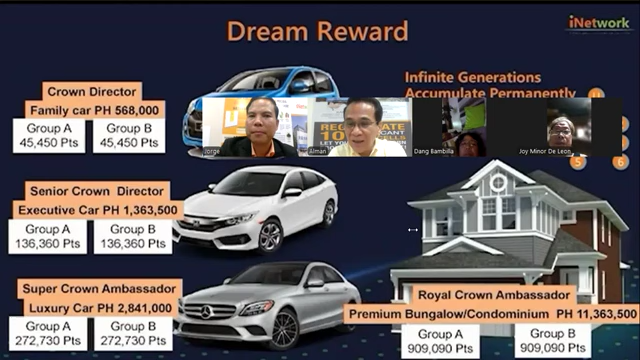 Dream Reward
iNetwork
Crown Director
Family car PH 568,000
Group A
45,450 Pts
Group B
45,450 Pts
Infinite Generations
Accumulate Permanently
Jorge
Alman
Dang Bambilla
Joy Minor De Leon
5
6
Senior Crown Director
Executive Car PH 1,363,500
Group A
136,360 Pts
Group B
136,360 Pts
Super Crown Ambassador
Luxury Car PH 2,841,000
Group A
272,730 Pts
Group B
272,730 Pts
Royal Crown Ambassador
Premium Bungalow/Condominium PH 11,363,500
Group A
909,090 Pts
Group B
909,090 Pts